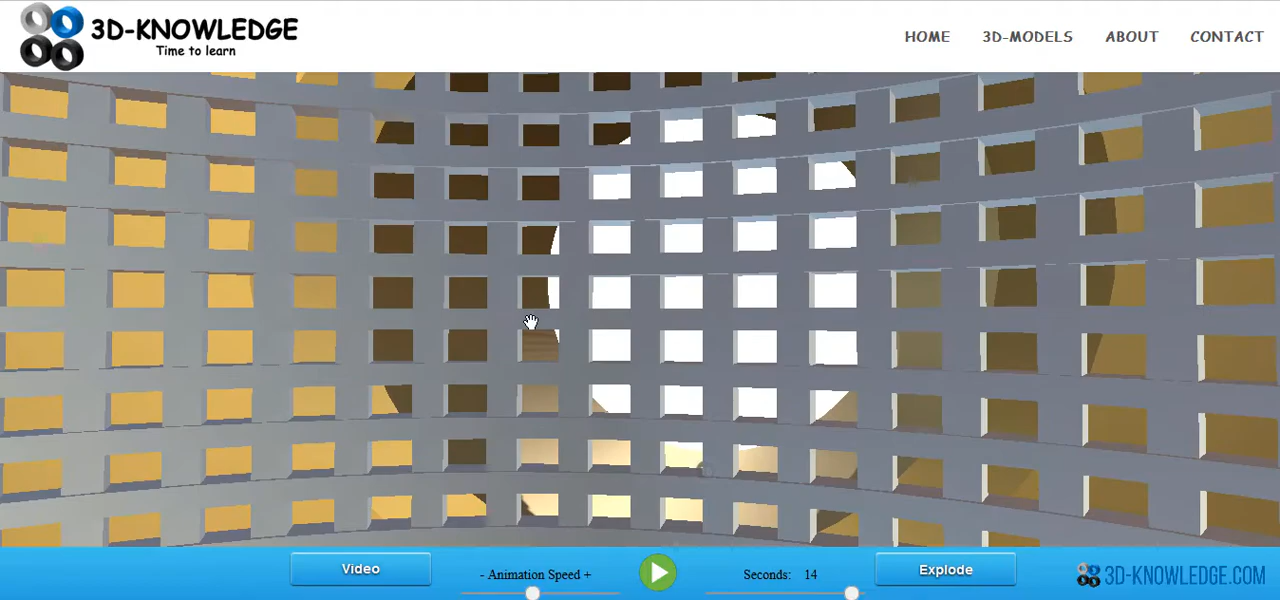 3D-KNOWLEDGE
Time to learn
HOME 3D-MODELS ABOUT CONTACT
Video
- Animation Speed +
Seconds: 14
Explode
3D-KNOWLEDGE.COM